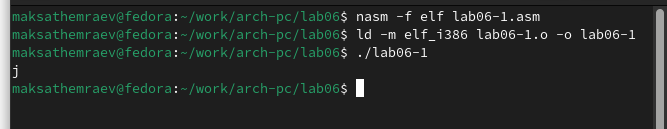 maksathemraev@fedora:~/work/arch-pc/lab06$ nasm -f elf lab06-1.asm
maksathemraev@fedora:~/work/arch-pc/lab06$ ld -m elf_i386 lab06-1.o -o lab06-1
maksathemraev@fedora:~/work/arch-pc/lab06$ ./lab06-1
j
maksathemraev@fedora:~/work/arch-pc/lab06$